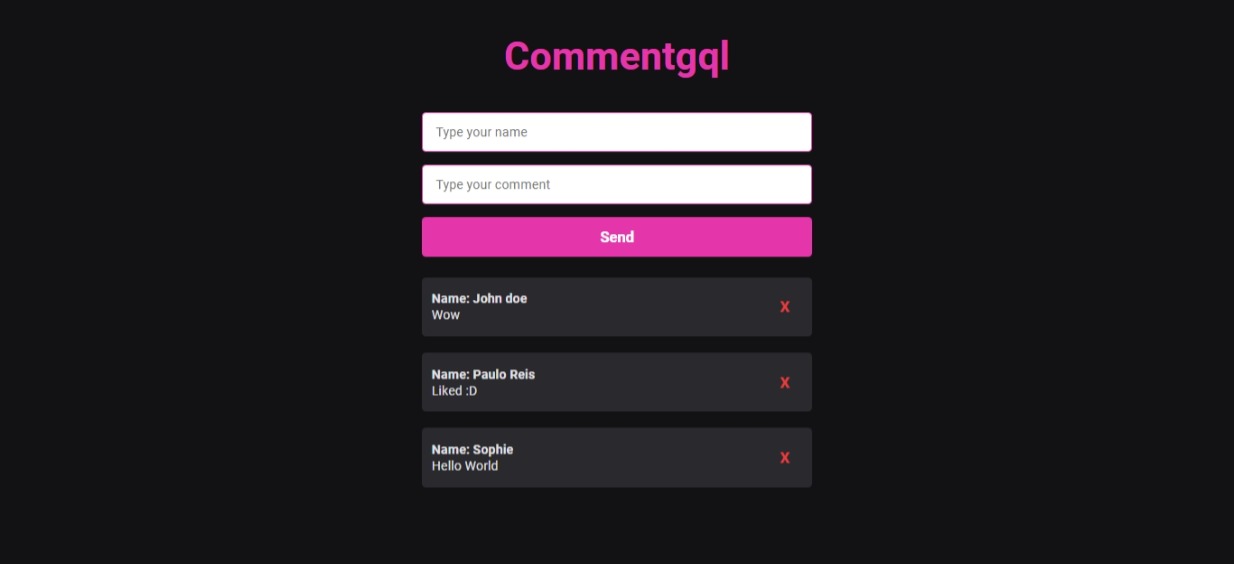 Commentgql
Type your name
Type your comment
Send
Name: John doe
Wow
X
Name: Paulo Reis
Liked :D
X
Name: Sophie
Hello World
X